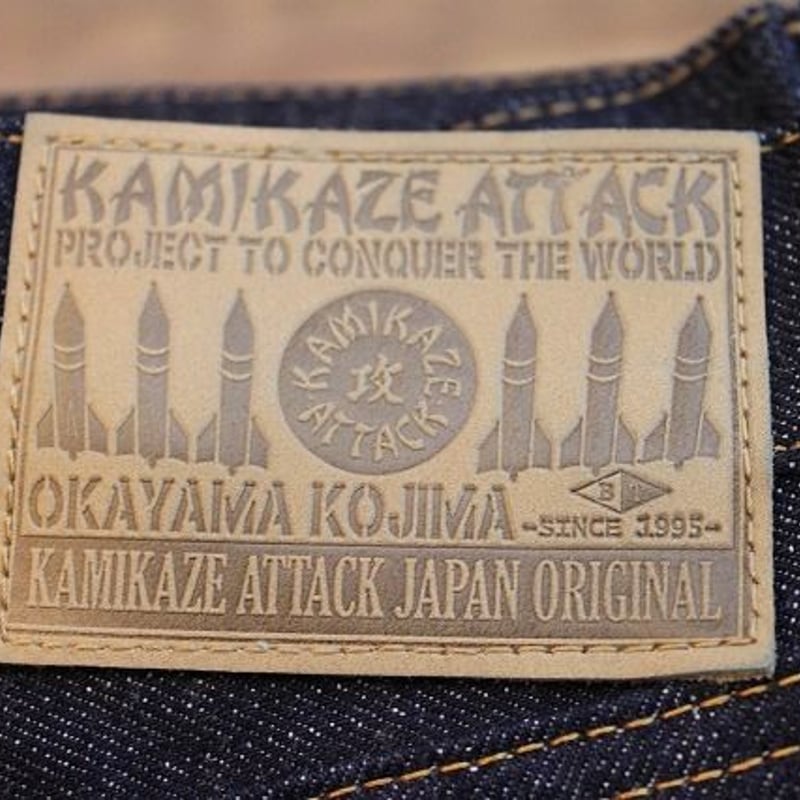 KAMIKAZE ATTACK
PROJECT TO CONQUER THE WORLD
KAMIKAZE
攻
ATTACK
OKAYAMA KOJIMA
B
-SINCE 1995-
KAMIKAZE ATTACK JAPAN ORIGINAL